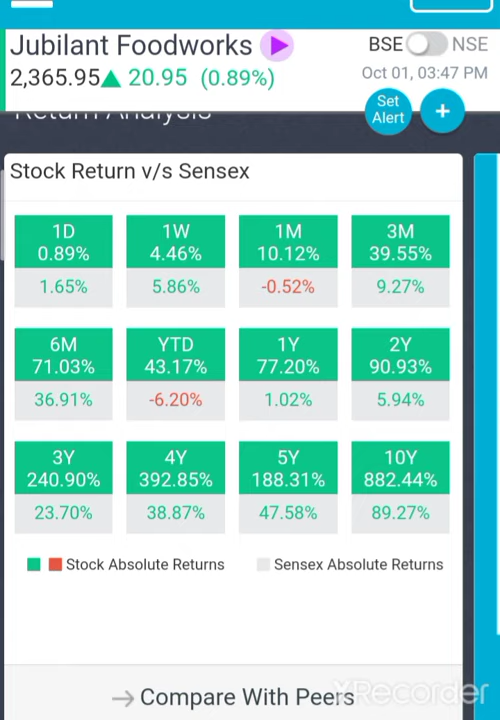 Jubilant Foodworks
BSE NSE
2,365.95 20.95 (0.89%)
Oct 01, 03:47 PM
Set Alert +
Return Analysis
Stock Return v/s Sensex
1D 1W 1M 3M
0.89% 4.46% 10.12% 39.55%
1.65% 5.86% -0.52% 9.27%
6M YTD 1Y 2Y
71.03% 43.17% 77.20% 90.93%
36.91% -6.20% 1.02% 5.94%
3Y 4Y 5Y 10Y
240.90% 392.85% 188.31% 882.44%
23.70% 38.87% 47.58% 89.27%
Stock Absolute Returns Sensex Absolute Returns
→ Compare With Peers
XRecorder